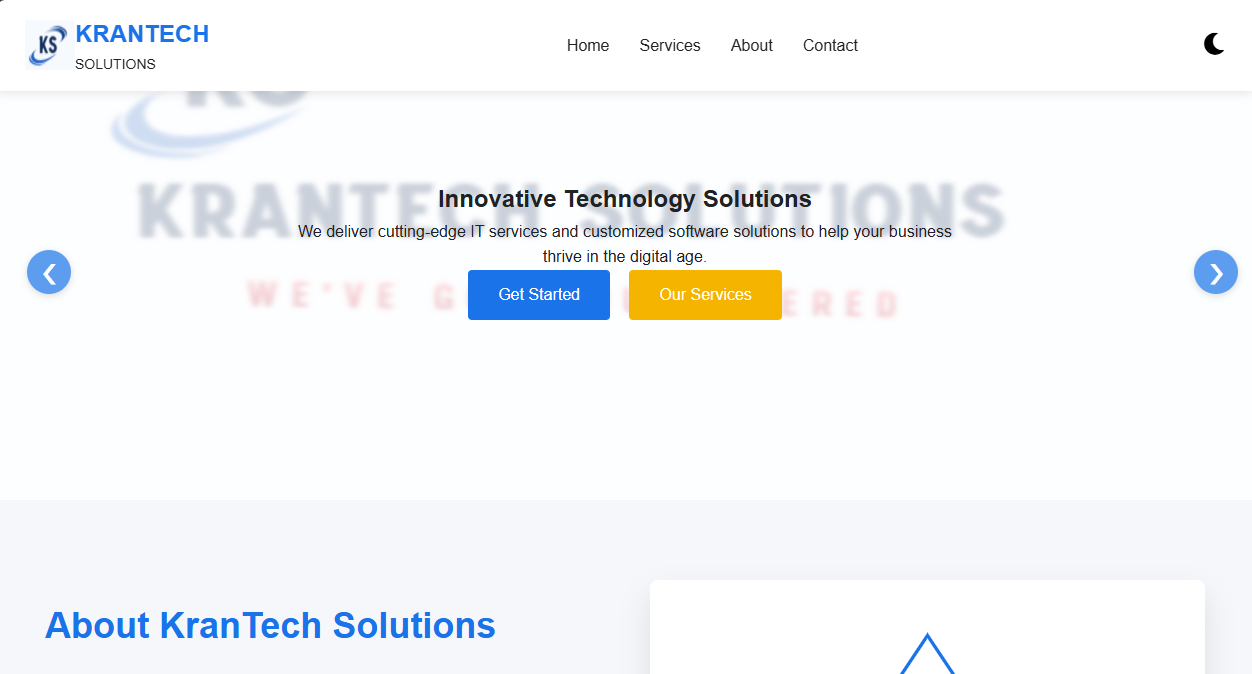 KS
KRANTECH
SOLUTIONS
Home
Services
About
Contact
KRANTECH SOLUTIONS
Innovative Technology Solutions
We deliver cutting-edge IT services and customized software solutions to help your business
thrive in the digital age.
WE'VE
Get Started
Our Services
About KranTech Solutions